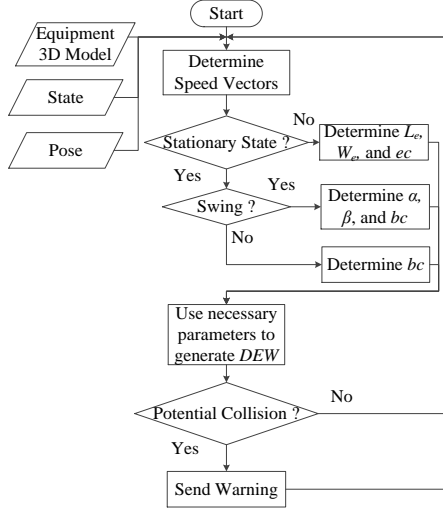 Start
Equipment
3D Model
State
Pose
Determine
Speed Vectors
Stationary State ?
No
Determine Le,
We, and ec
Yes
Swing ?
Yes
Determine α,
β, and bc
No
Determine bc
Use necessary
parameters to
generate DEW
Potential Collision ?
No
Yes
Send Warning